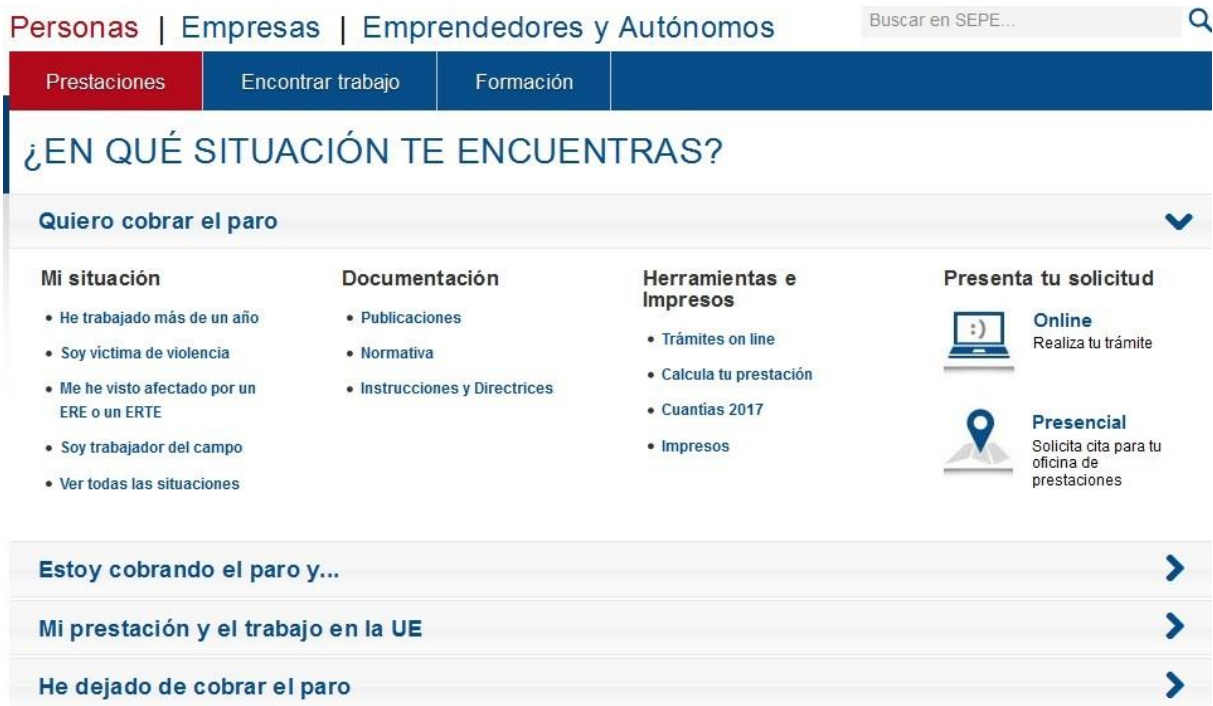 Personas | Empresas | Emprendedores y Autónomos
Buscar en SEPE...
Prestaciones
Encontrar trabajo
Formación
¿EN QUÉ SITUACIÓN TE ENCUENTRAS?
Quiero cobrar el paro
Mi situación
• He trabajado más de un año
• Soy víctima de violencia
• Me he visto afectado por un
ERE o un ERTE
• Soy trabajador del campo
• Ver todas las situaciones
Documentación
• Publicaciones
• Normativa
• Instrucciones y Directrices
Herramientas e
Impresos
• Trámites on line
• Calcula tu prestación
• Cuantías 2017
• Impresos
Presenta tu solicitud
:)
Online
Realiza tu trámite
Presencial
Solicita cita para tu
oficina de
prestaciones
Estoy cobrando el paro y...
Mi prestación y el trabajo en la UE
He dejado de cobrar el paro